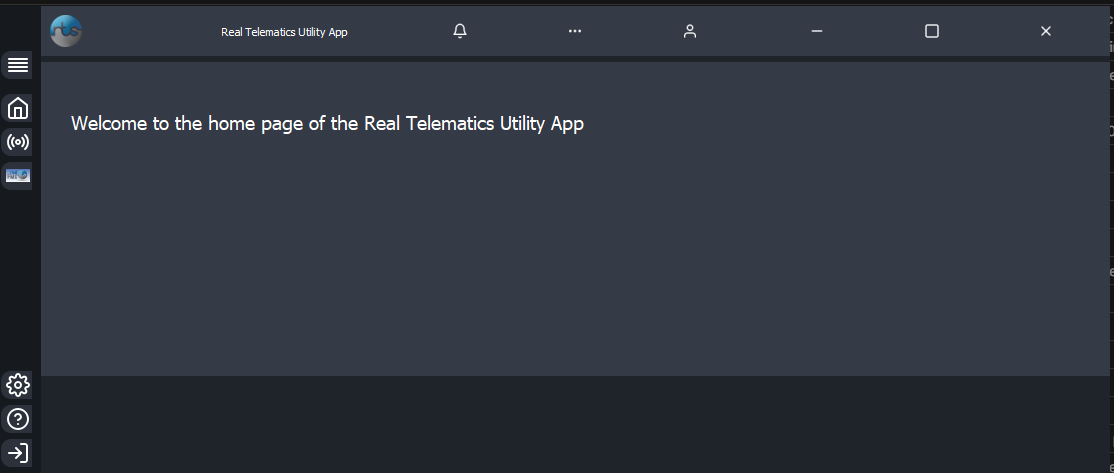 Real Telematics Utility App
Welcome to the home page of the Real Telematics Utility App